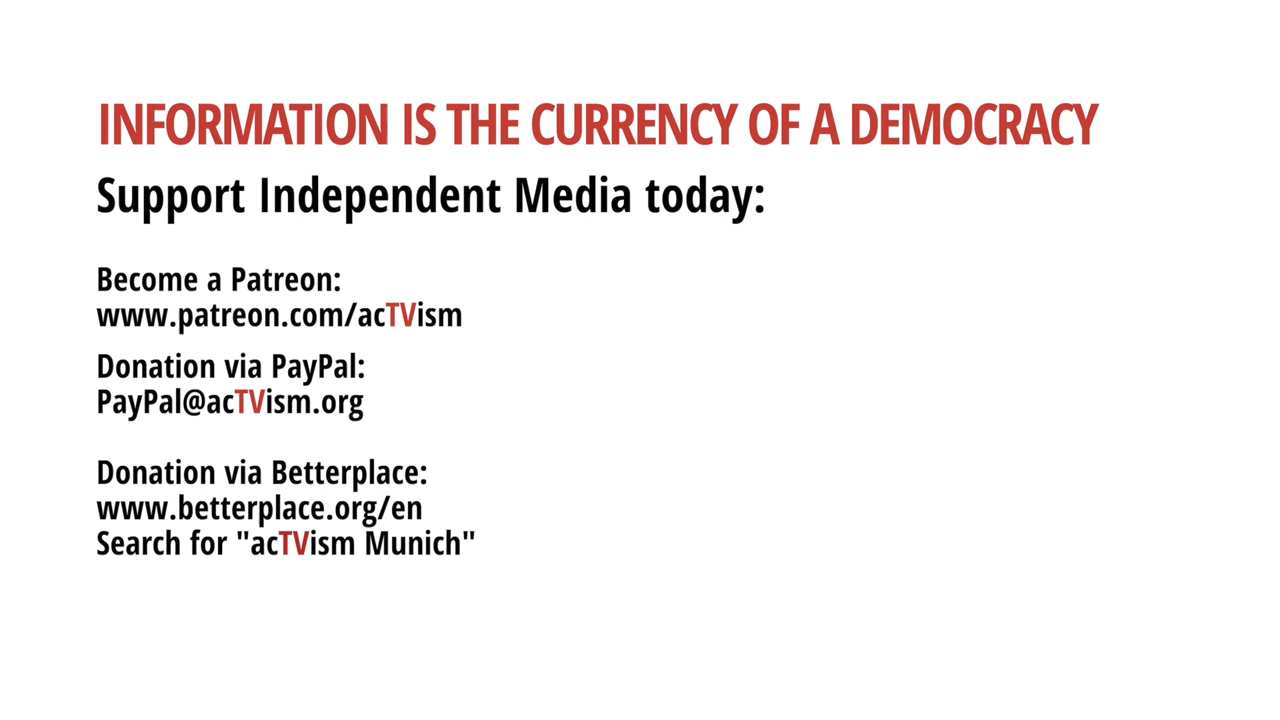 INFORMATION IS THE CURRENCY OF A DEMOCRACY
Support Independent Media today:
Become a Patreon:
www.patreon.com/acTVism
Donation via PayPal:
PayPal@acTVism.org
Donation via Betterplace:
www.betterplace.org/en
Search for "acTVism Munich"